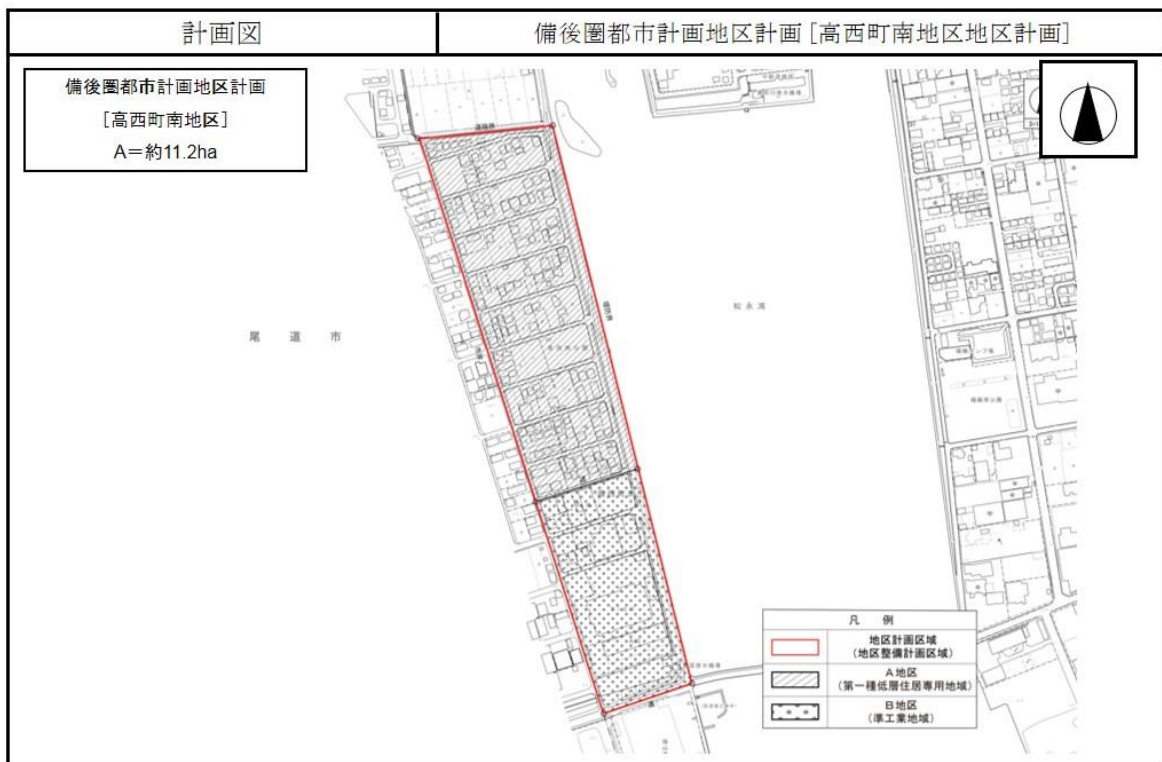 計画図
備後圏都市計画地区計画 [高西町南地区地区計画]
備後圏都市計画地区計画
[高西町南地区]
A＝約11.2ha
尾道市
松永湾
凡 例
地区計画区域
(地区整備計画区域)
A地区
(第一種低層住居専用地域)
B地区
(準工業地域)